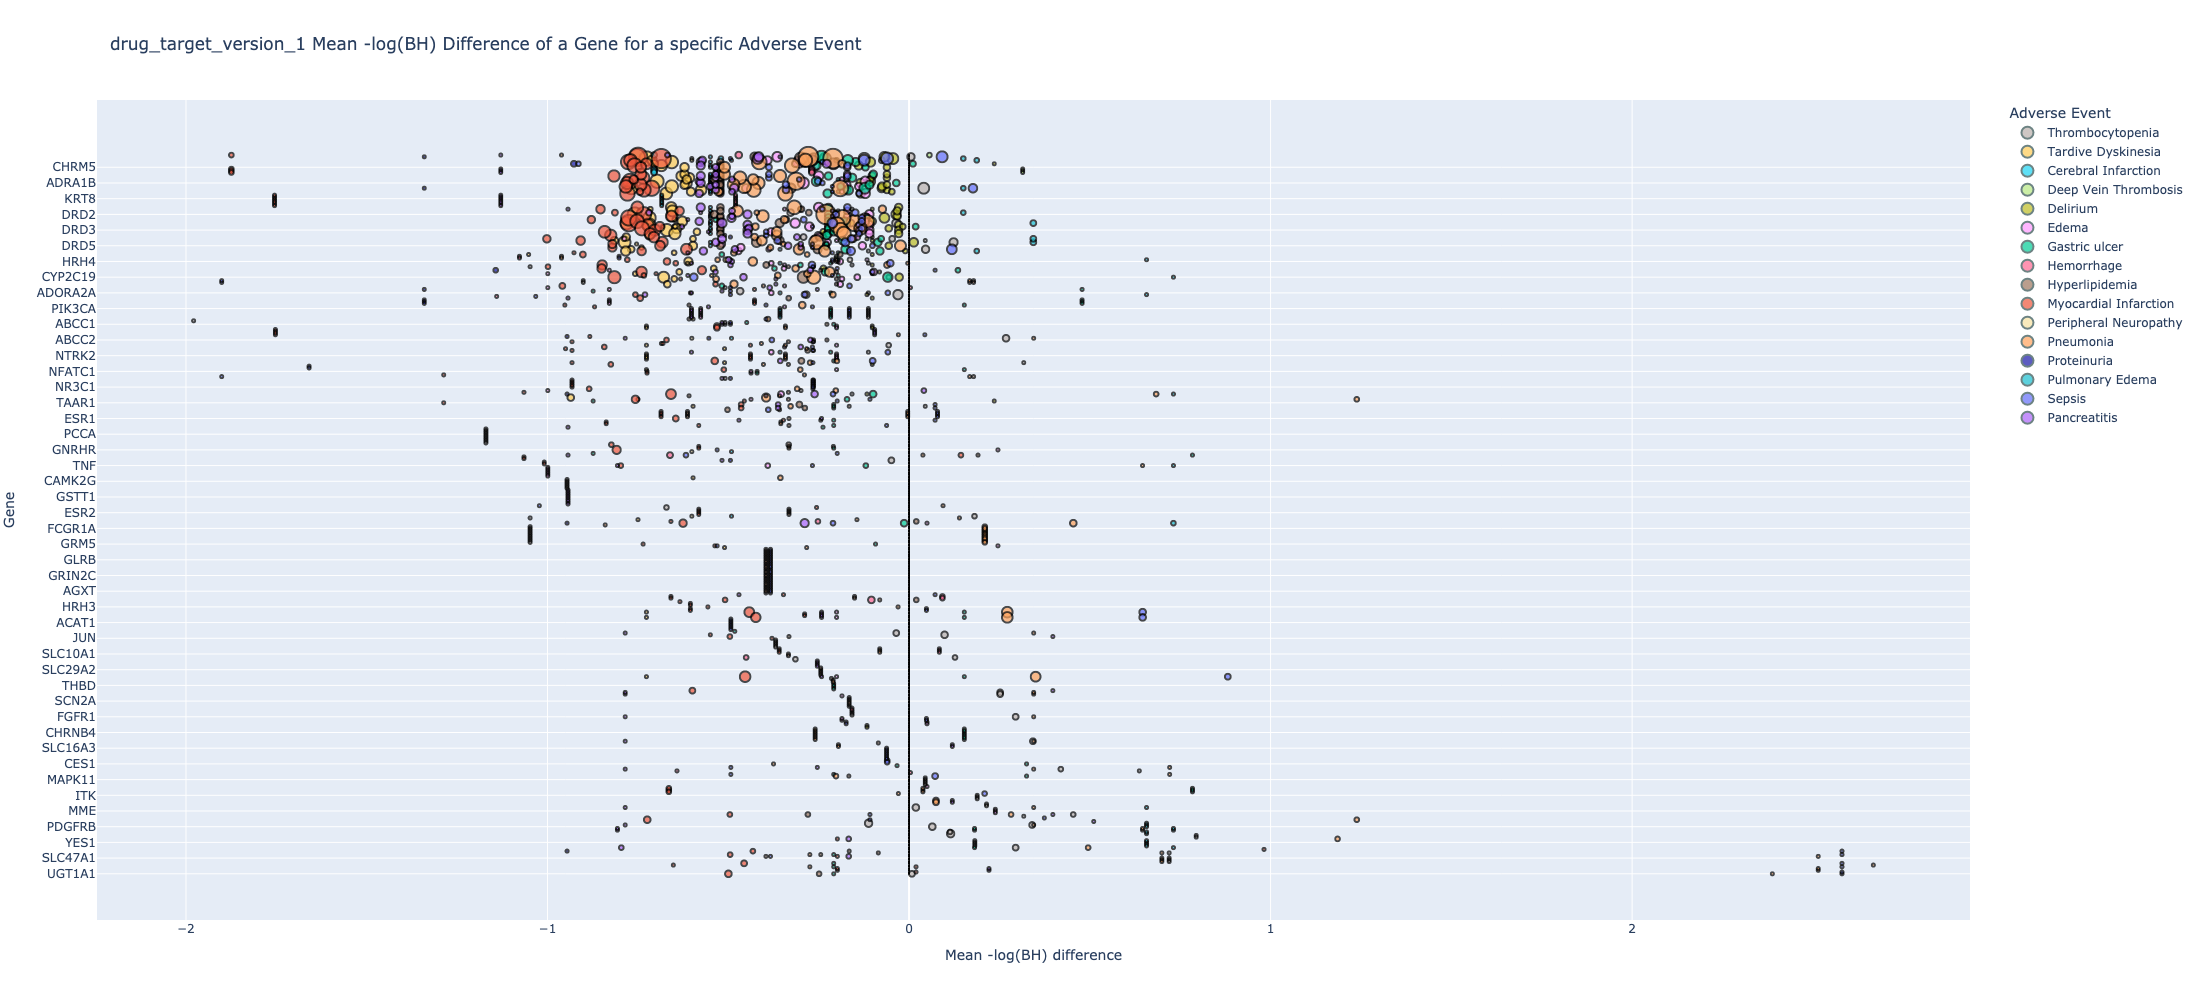 drug_target_version_1 Mean -log(BH) Difference of a Gene for a specific Adverse Event
Adverse Event
Thrombocytopenia
Tardive Dyskinesia
Cerebral Infarction
Deep Vein Thrombosis
Delirium
Edema
Gastric ulcer
Hemorrhage
Hyperlipidemia
Myocardial Infarction
Peripheral Neuropathy
Pneumonia
Proteinuria
Pulmonary Edema
Sepsis
Pancreatitis
Gene
CHRM5
ADRA1B
KRT8
DRD2
DRD3
DRD5
HRH4
CYP2C19
ADORA2A
PIK3CA
ABCC1
ABCC2
NTRK2
NFATC1
NR3C1
TAAR1
ESR1
PCCA
GNRHR
TNF
CAMK2G
GSTT1
ESR2
FCGR1A
GRM5
GLRB
GRIN2C
AGXT
HRH3
ACAT1
JUN
SLC10A1
SLC29A2
THBD
SCN2A
FGFR1
CHRNB4
SLC16A3
CES1
MAPK11
ITK
MME
PDGFRB
YES1
SLC47A1
UGT1A1
−2 −1 0 1 2
Mean -log(BH) difference